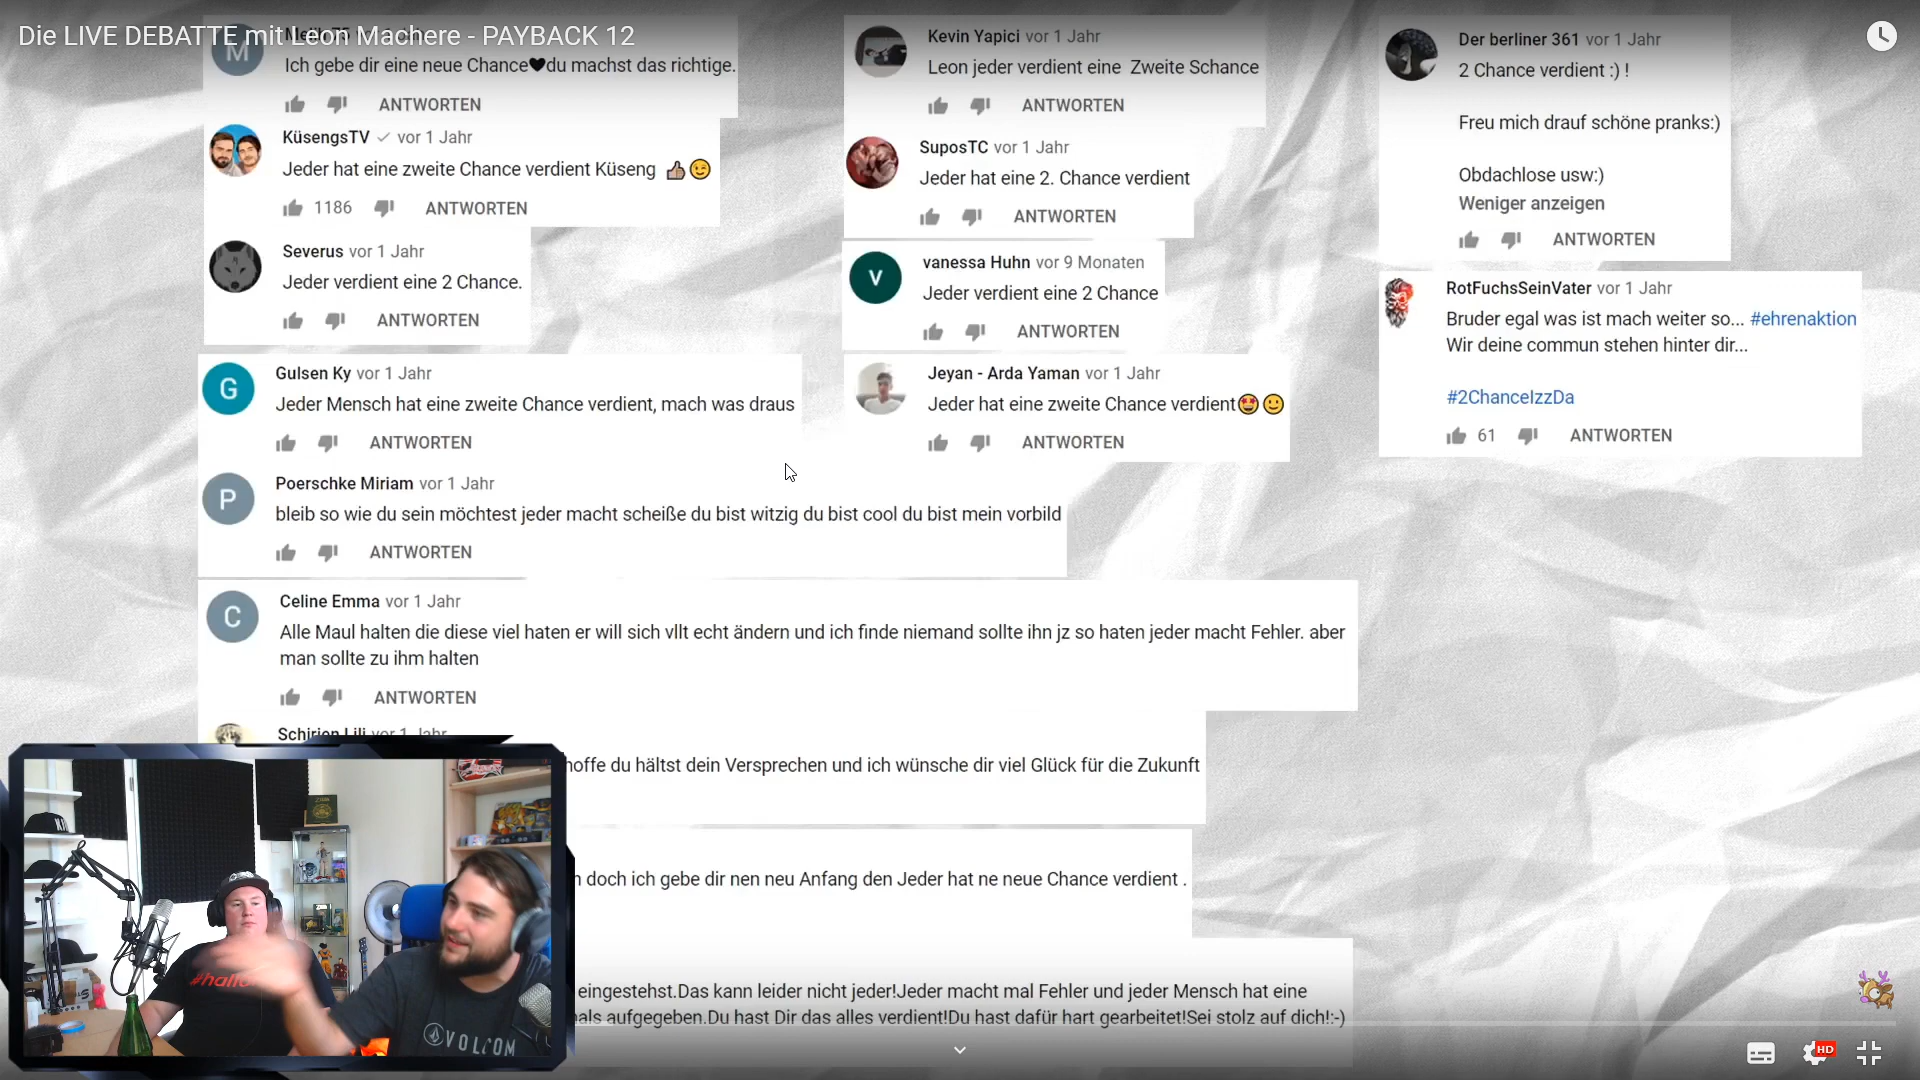 Die LIVE DEBATTE mit Leon Machere - PAYBACK 12
M
Ich gebe dir eine neue Chance🖤du machst das richtige.
ANTWORTEN
KüsengsTV ✓ vor 1 Jahr
Jeder hat eine zweite Chance verdient Küseng 👍😉
1186 ANTWORTEN
Severus vor 1 Jahr
Jeder verdient eine 2 Chance.
ANTWORTEN
G
Gulsen Ky vor 1 Jahr
Jeder Mensch hat eine zweite Chance verdient, mach was draus
ANTWORTEN
P
Poerschke Miriam vor 1 Jahr
bleib so wie du sein möchtest jeder macht scheiße du bist witzig du bist cool du bist mein vorbild
ANTWORTEN
C
Celine Emma vor 1 Jahr
Alle Maul halten die diese viel haten er will sich vllt echt ändern und ich finde niemand sollte ihn jz so haten jeder macht Fehler. aber
man sollte zu ihm halten
ANTWORTEN
Schirien Lili vor 1 Jahr
hoffe du hältst dein Versprechen und ich wünsche dir viel Glück für die Zukunft
doch ich gebe dir nen neu Anfang den Jeder hat ne neue Chance verdient .
eingestehst.Das kann leider nicht jeder!Jeder macht mal Fehler und jeder Mensch hat eine
aufgegeben.Du hast Dir das alles verdient!Du hast dafür hart gearbeitet!Sei stolz auf dich!:-)
Kevin Yapici vor 1 Jahr
Leon jeder verdient eine Zweite Schance
ANTWORTEN
SuposTC vor 1 Jahr
Jeder hat eine 2. Chance verdient
ANTWORTEN
V
vanessa Huhn vor 9 Monaten
Jeder verdient eine 2 Chance
ANTWORTEN
Jeyan - Arda Yaman vor 1 Jahr
Jeder hat eine zweite Chance verdient🤩🙂
ANTWORTEN
Der berliner 361 vor 1 Jahr
2 Chance verdient :) !
Freu mich drauf schöne pranks:)
Obdachlose usw:)
Weniger anzeigen
ANTWORTEN
RotFuchsSeinVater vor 1 Jahr
Bruder egal was ist mach weiter so... #ehrenaktion
Wir deine commun stehen hinter dir...
#2ChanceIzzDa
61 ANTWORTEN
VOLCOM
HD